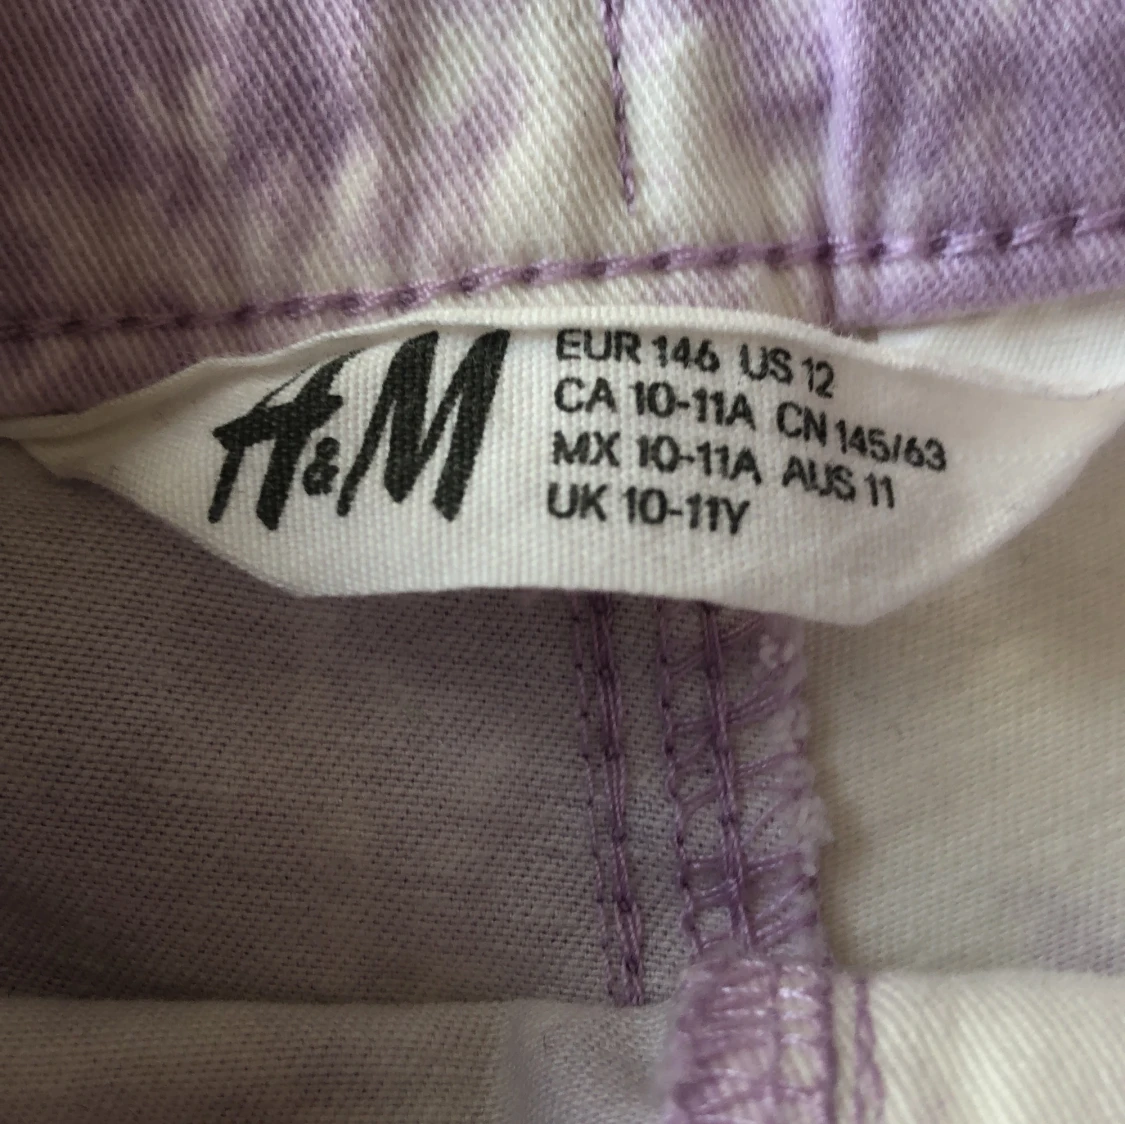 H&M
EUR 146 US 12
CA 10-11A CN 145/63
MX 10-11A AUS 11
UK 10-11Y